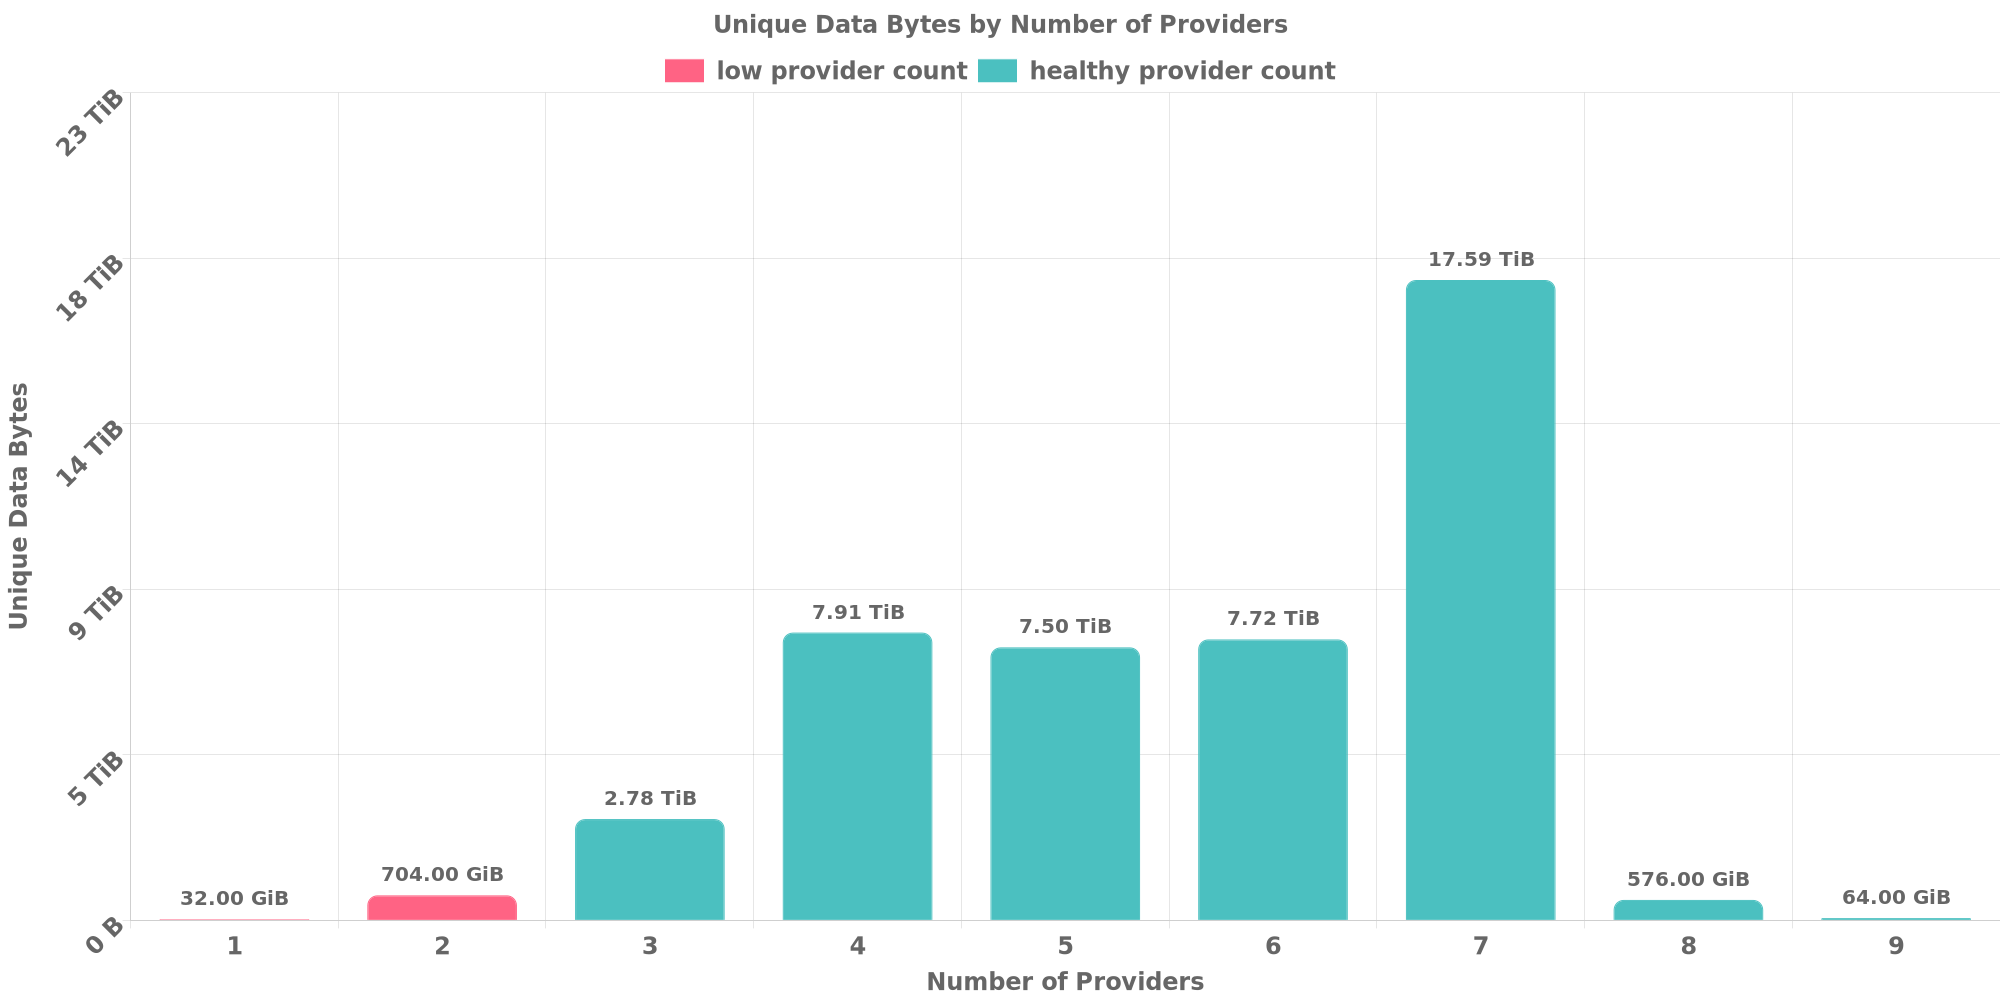 Unique Data Bytes by Number of Providers
low provider count healthy provider count
23 TiB
18 TiB
14 TiB
9 TiB
5 TiB
0 B
Unique Data Bytes
32.00 GiB
704.00 GiB
2.78 TiB
7.91 TiB
7.50 TiB
7.72 TiB
17.59 TiB
576.00 GiB
64.00 GiB
1 2 3 4 5 6 7 8 9
Number of Providers